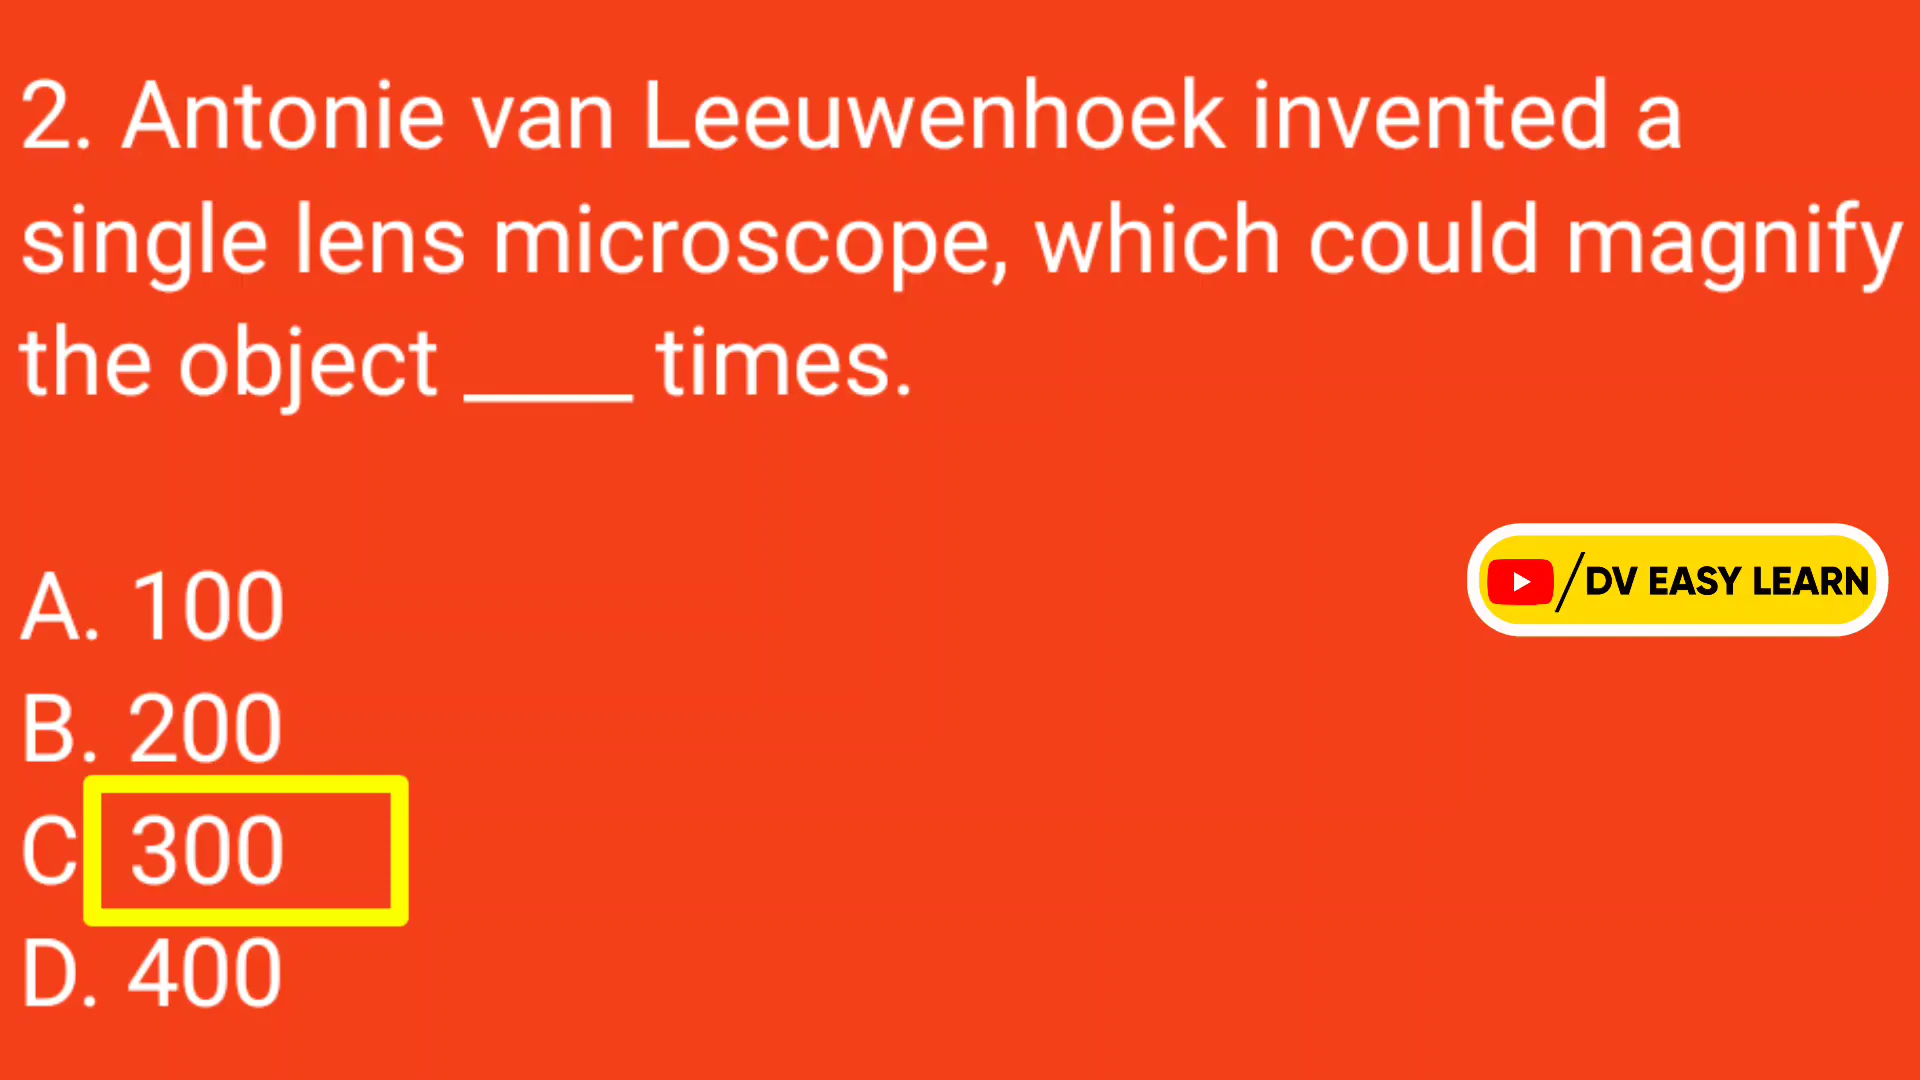 2. Antonie van Leeuwenhoek invented a
single lens microscope, which could magnify
the object ____ times.
A. 100
B. 200
C 300
D. 400
/DV EASY LEARN